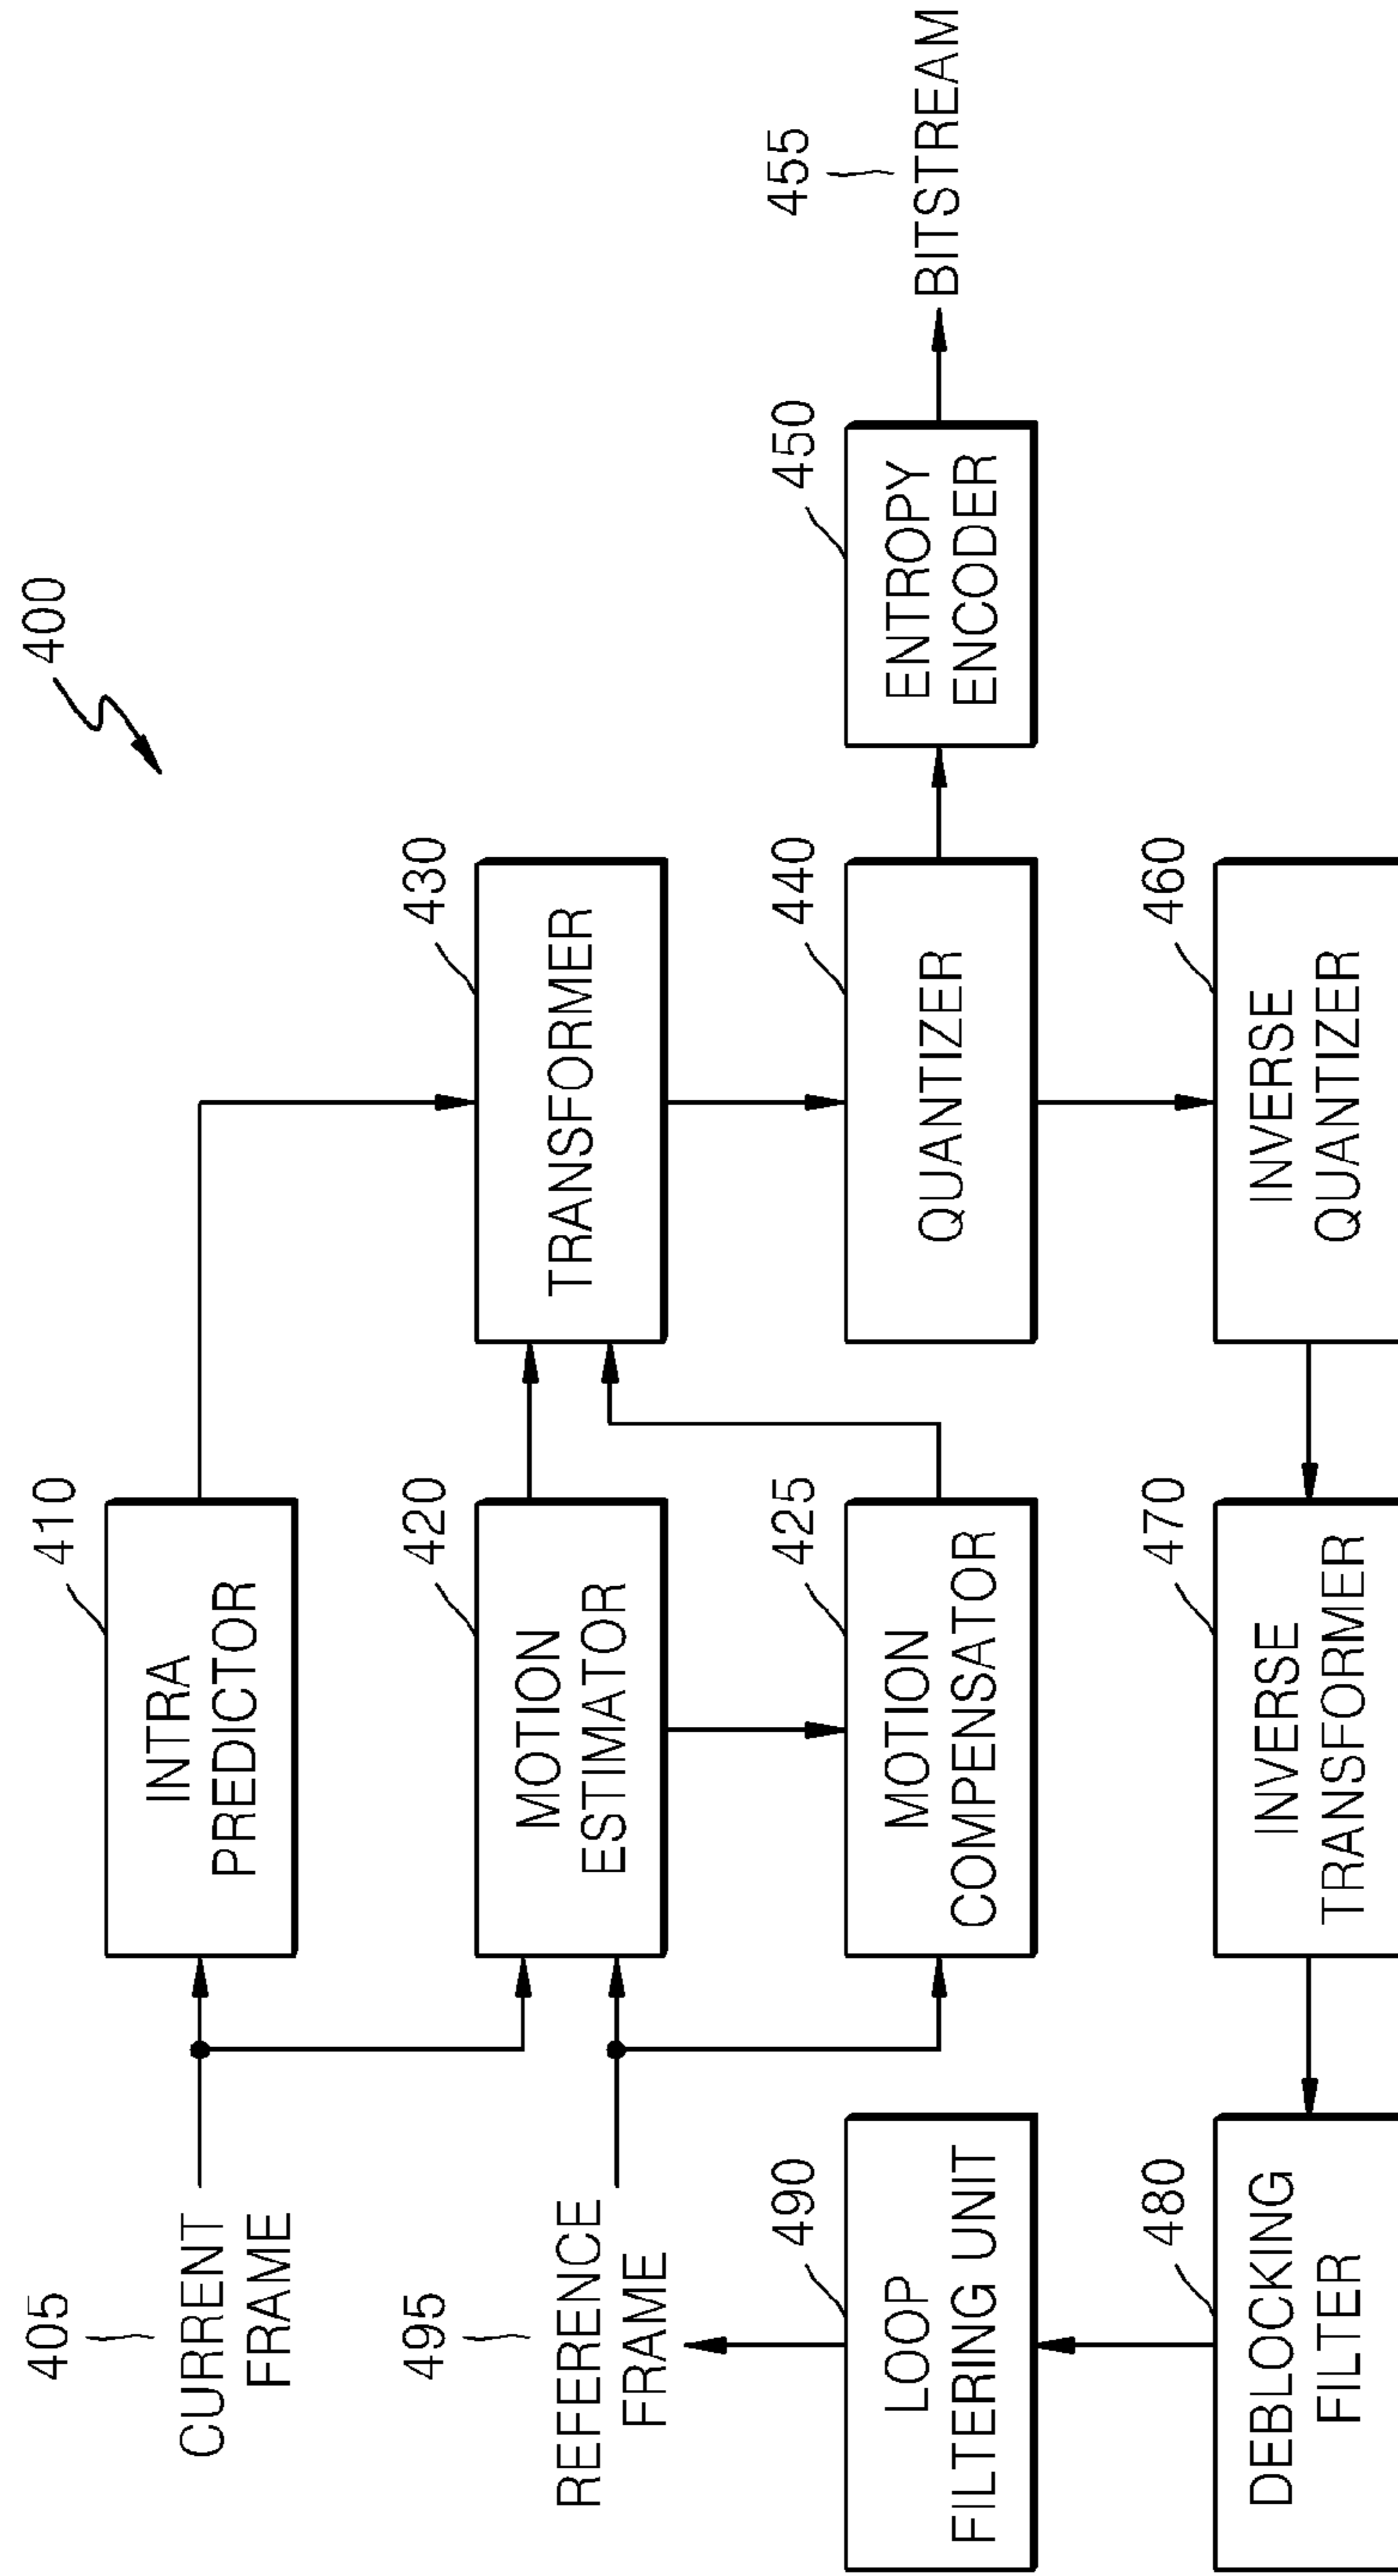 400
405
CURRENT
FRAME
410
INTRA
PREDICTOR
495
REFERENCE
FRAME
420
MOTION
ESTIMATOR
430
TRANSFORMER
490
LOOP
FILTERING UNIT
425
MOTION
COMPENSATOR
440
QUANTIZER
450
ENTROPY
ENCODER
455
BITSTREAM
480
DEBLOCKING
FILTER
470
INVERSE
TRANSFORMER
460
INVERSE
QUANTIZER